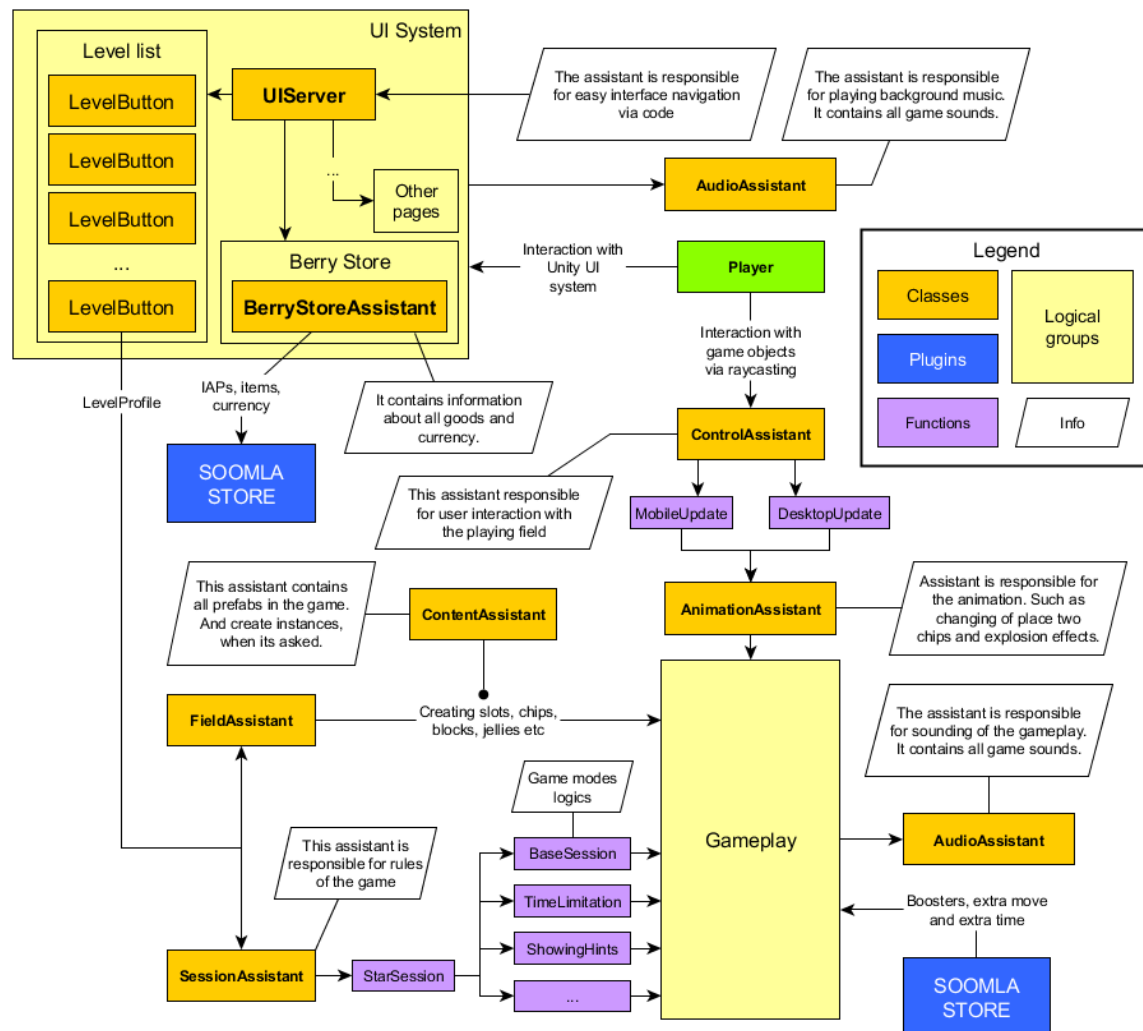 UI System
Level list
LevelButton
LevelButton
LevelButton
...
LevelButton
UIServer
...
Other
pages
Berry Store
BerryStoreAssistant
The assistant is responsible
for easy interface navigation
via code
The assistant is responsible
for playing background music.
It contains all game sounds.
AudioAssistant
Interaction with
Unity UI
system
Player
Interaction with
game objects
via raycasting
Legend
Classes
Plugins
Functions
Logical
groups
Info
LevelProfile
IAPs, items,
currency
It contains information
about all goods and
currency.
SOOMLA
STORE
ControlAssistant
This assistant responsible
for user interaction with
the playing field
MobileUpdate
DesktopUpdate
This assistant contains
all prefabs in the game.
And create instances,
when its asked.
ContentAssistant
AnimationAssistant
Assistant is responsible for
the animation. Such as
changing of place two
chips and explosion effects.
FieldAssistant
Creating slots, chips,
blocks, jellies etc
The assistant is responsible
for sounding of the gameplay.
It contains all game sounds.
Game modes
logics
Gameplay
AudioAssistant
This assistant is
responsible for rules
of the game
BaseSession
TimeLimitation
ShowingHints
...
Boosters, extra move
and extra time
SessionAssistant
StarSession
SOOMLA
STORE